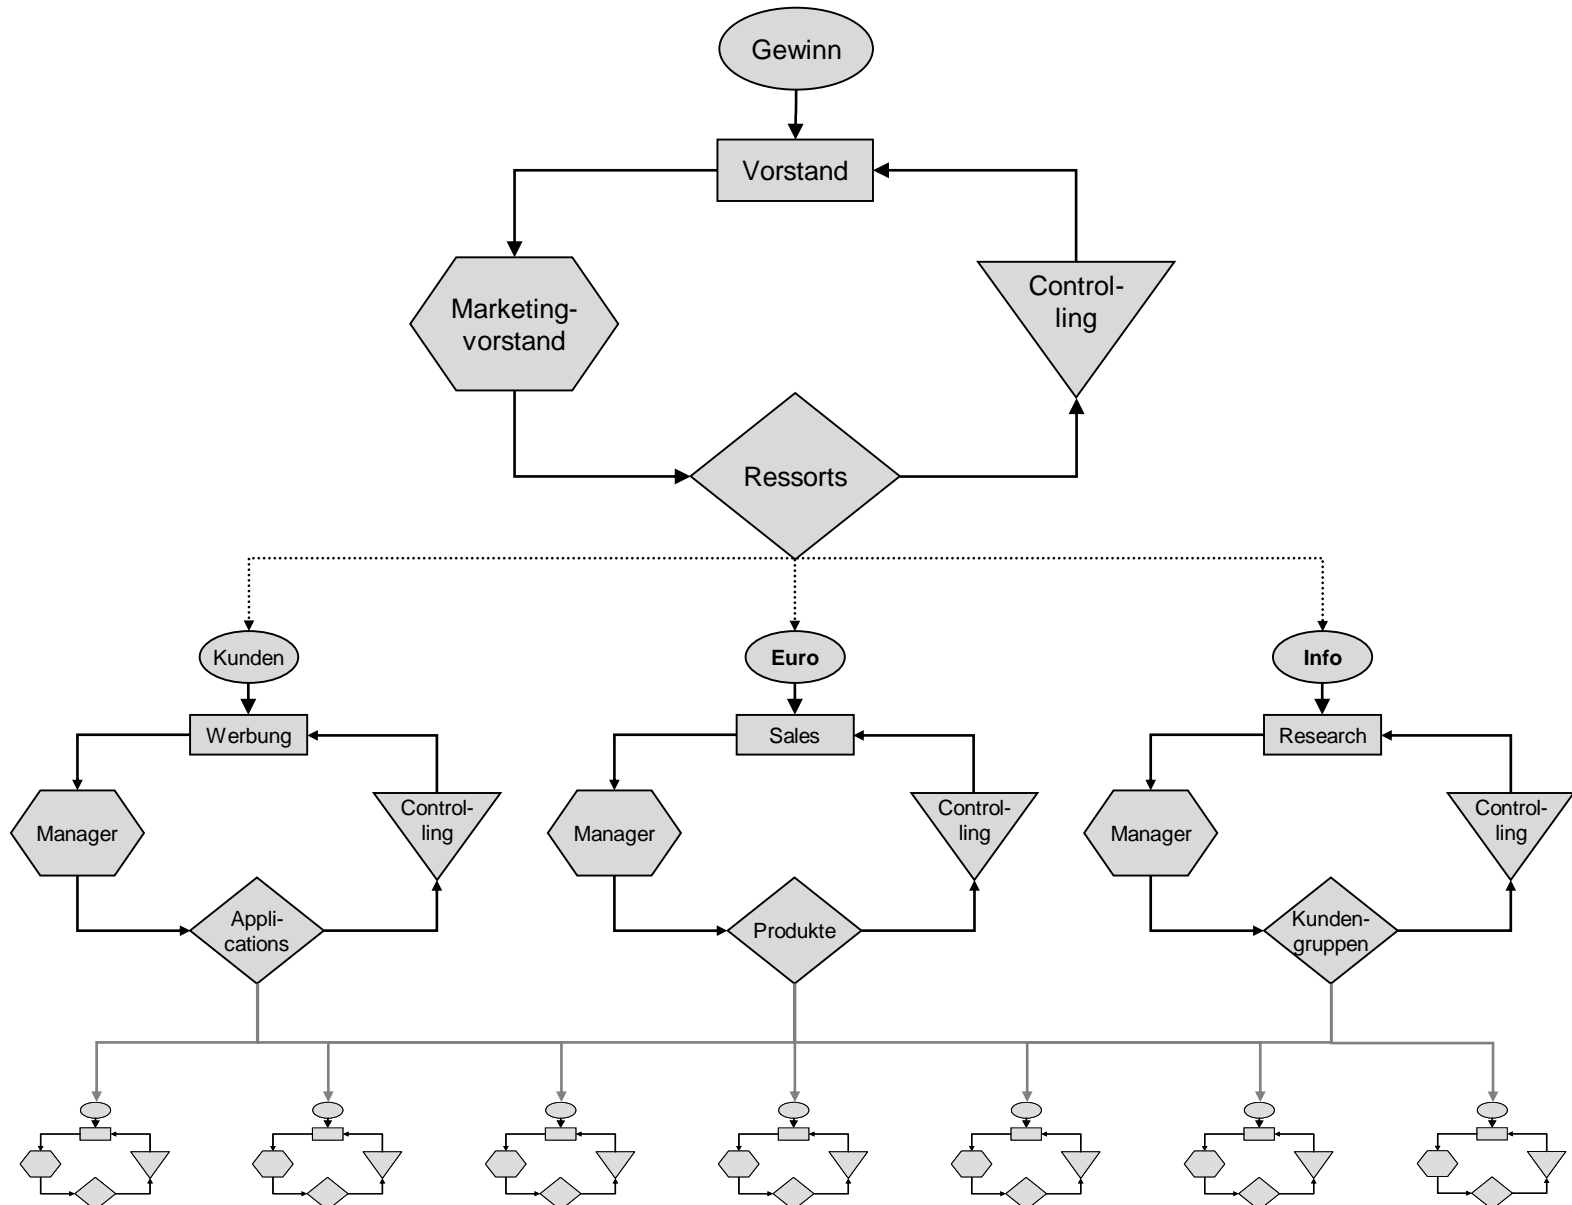 Gewinn
Vorstand
Marketing-
vorstand
Control-
ling
Ressorts
Kunden
Euro
Info
Werbung
Sales
Research
Manager
Control-
ling
Manager
Control-
ling
Manager
Control-
ling
Appli-
cations
Produkte
Kunden-
gruppen